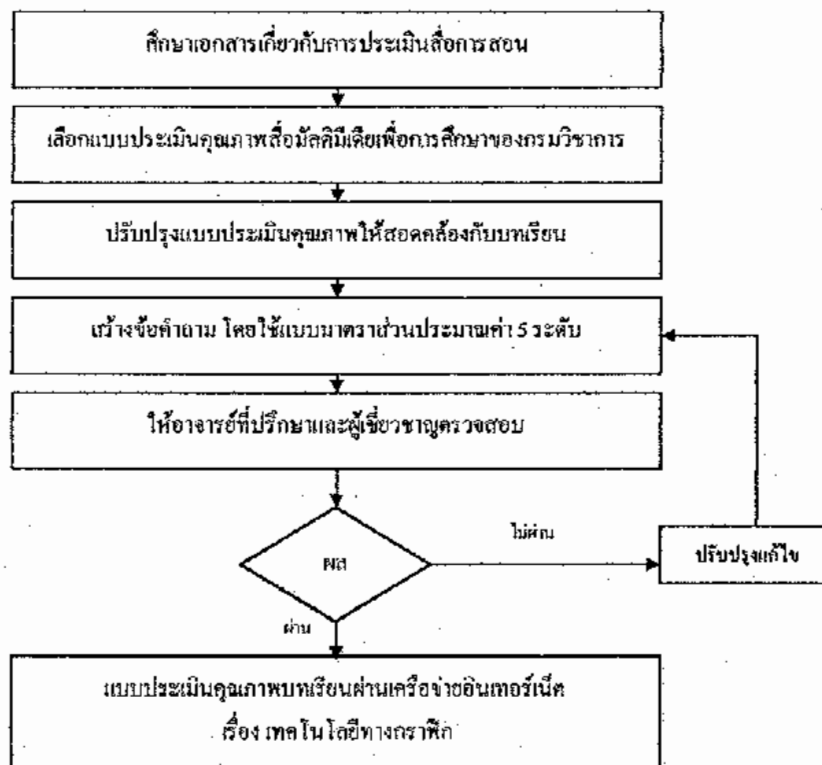 ศึกษาเอกสารเกี่ยวกับการประเมินสื่อการสอน
เลือกแบบประเมินคุณภาพสื่อมัลติมีเดียเพื่อการศึกษาของกรมวิชาการ
ปรับปรุงแบบประเมินคุณภาพให้สอดคล้องกับบทเรียน
สร้างข้อคำถาม โดยใช้แบบมาตราส่วนประมาณค่า 5 ระดับ
ให้อาจารย์ที่ปรึกษาและผู้เชี่ยวชาญตรวจสอบ
ผล
ไม่ผ่าน
ปรับปรุงแก้ไข
ผ่าน
แบบประเมินคุณภาพบทเรียนผ่านเครือข่ายอินเทอร์เน็ต
เรื่อง เทคโนโลยีทางกราฟิก